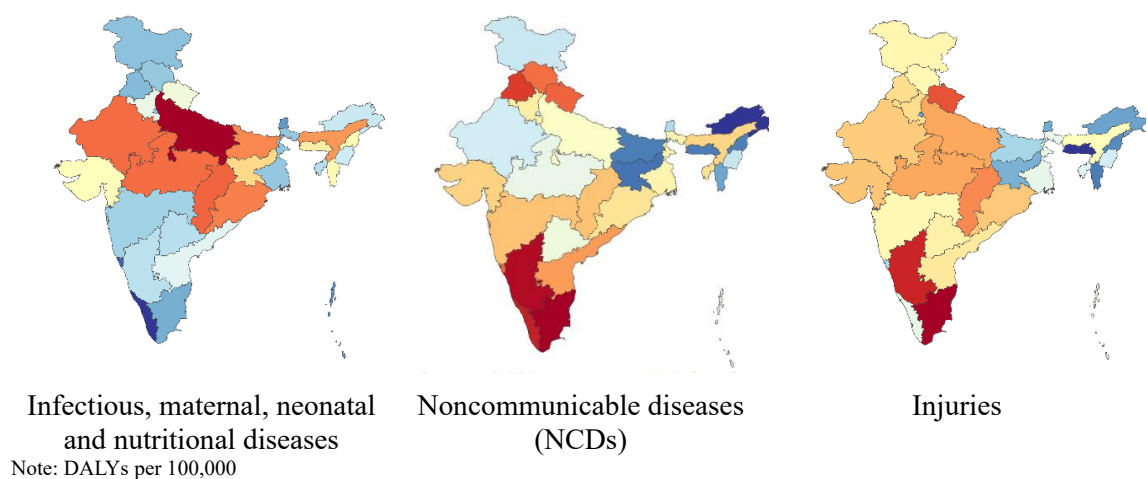 Infectious, maternal, neonatal
and nutritional diseases
Noncommunicable diseases
(NCDs)
Injuries
Note: DALYs per 100,000